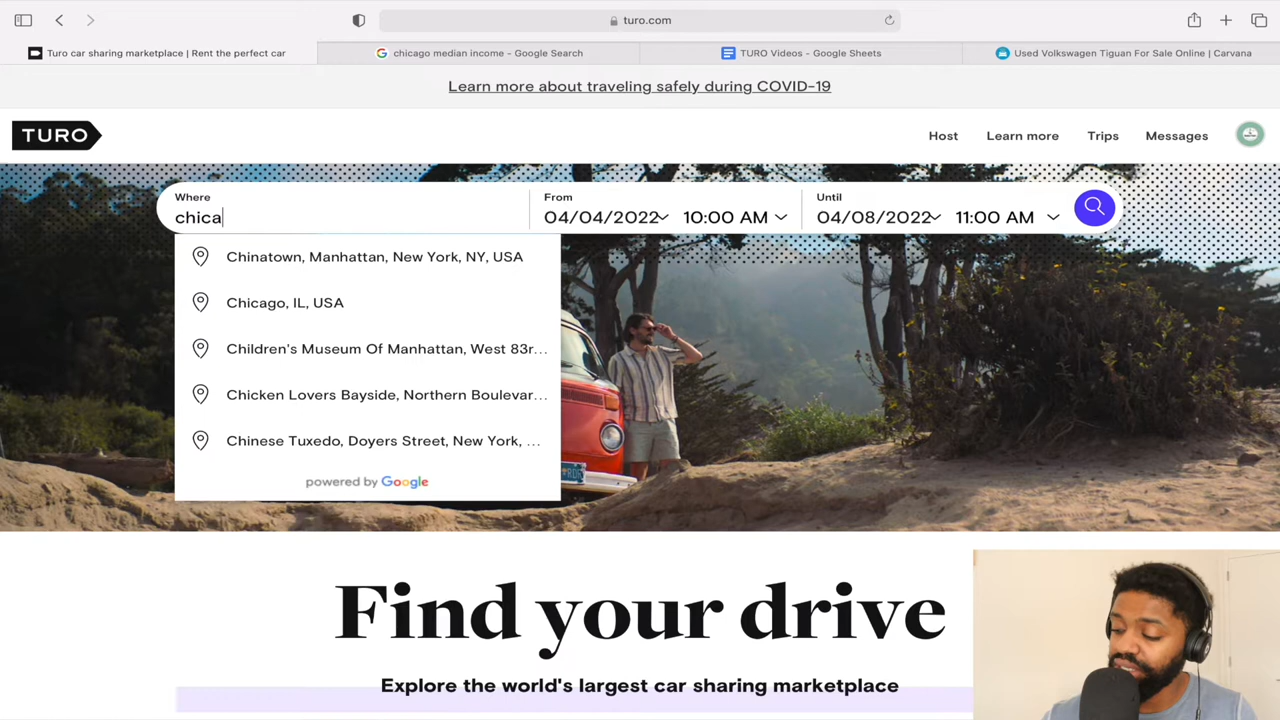 turo.com
Turo car sharing marketplace | Rent the perfect car
chicago median income - Google Search
TURO Videos - Google Sheets
Used Volkswagen Tiguan For Sale Online | Carvana
Learn more about traveling safely during COVID-19
TURO
Host
Learn more
Trips
Messages
Where
chica
From
04/04/2022
10:00 AM
Until
04/08/2022
11:00 AM
Chinatown, Manhattan, New York, NY, USA
Chicago, IL, USA
Children's Museum Of Manhattan, West 83r...
Chicken Lovers Bayside, Northern Boulevar...
Chinese Tuxedo, Doyers Street, New York, ...
powered by Google
Find your drive
Explore the world's largest car sharing marketplace